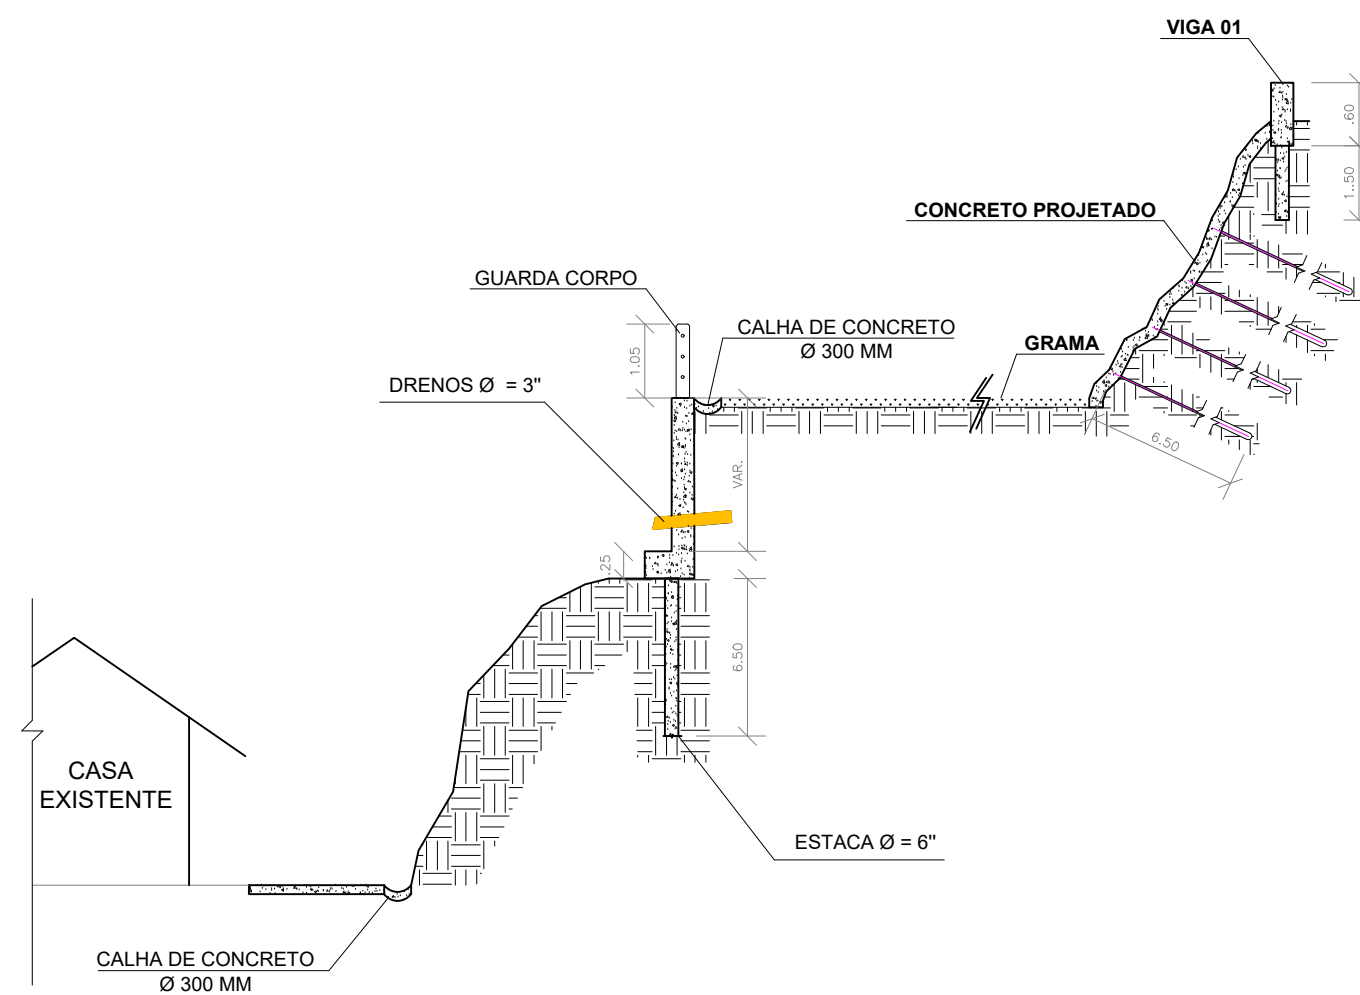 VIGA 01
.60
1..50
CONCRETO PROJETADO
GUARDA CORPO
CALHA DE CONCRETO
Ø 300 MM
GRAMA
1.05
DRENOS Ø = 3"
6.50
VAR.
.25
6.50
CASA
EXISTENTE
ESTACA Ø = 6"
CALHA DE CONCRETO
Ø 300 MM